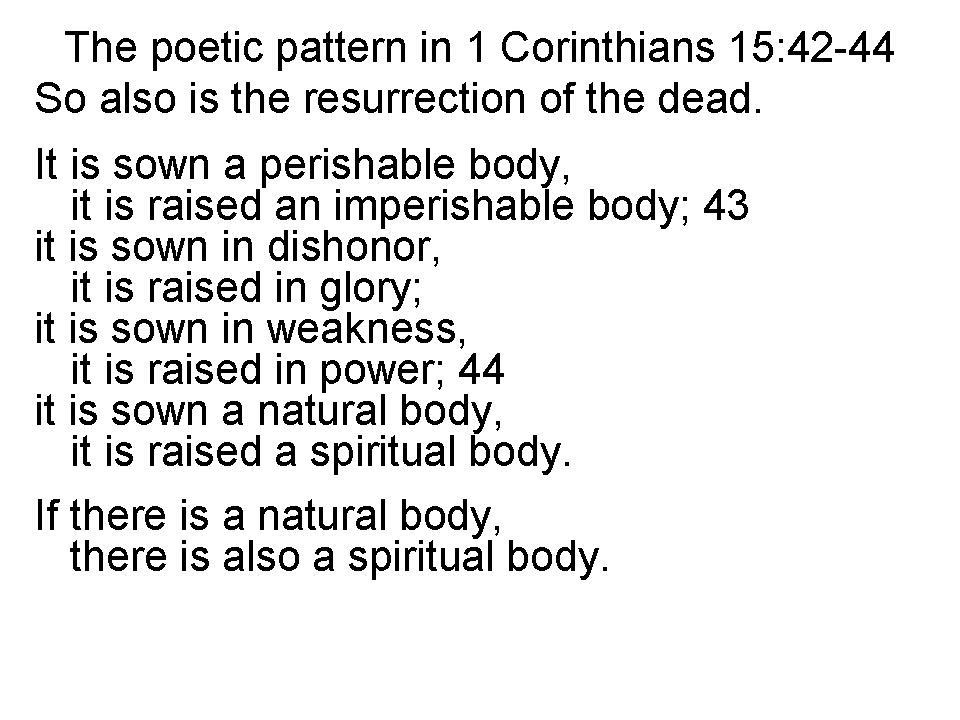 The poetic pattern in 1 Corinthians 15:42-44
So also is the resurrection of the dead.
It is sown a perishable body,
it is raised an imperishable body; 43
it is sown in dishonor,
it is raised in glory;
it is sown in weakness,
it is raised in power; 44
it is sown a natural body,
it is raised a spiritual body.
If there is a natural body,
there is also a spiritual body.